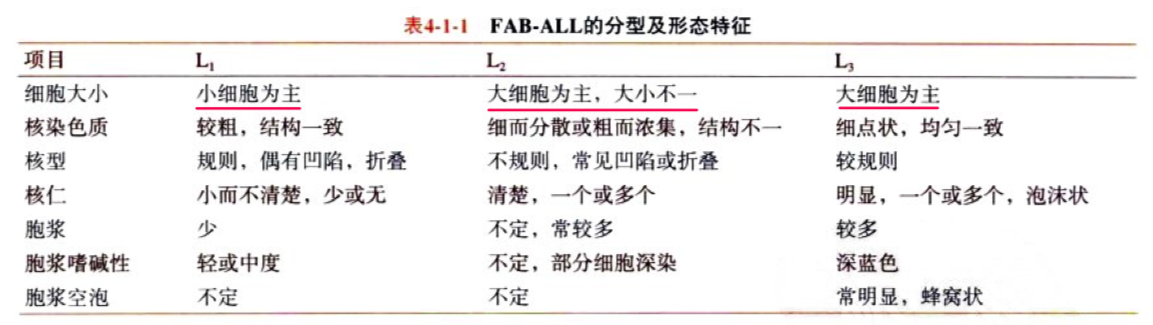 表4-1-1 FAB-ALL的分型及形态特征
项目 L₁ L₂ L₃
细胞大小 小细胞为主 大细胞为主，大小不一 大细胞为主
核染色质 较粗，结构一致 细而分散或粗而浓集，结构不一 细点状，均匀一致
核型 规则，偶有凹陷，折叠 不规则，常见凹陷或折叠 较规则
核仁 小而不清楚，少或无 清楚，一个或多个 明显，一个或多个，泡沫状
胞浆 少 不定，常较多 较多
胞浆嗜碱性 轻或中度 不定，部分细胞深染 深蓝色
胞浆空泡 不定 不定 常明显，蜂窝状